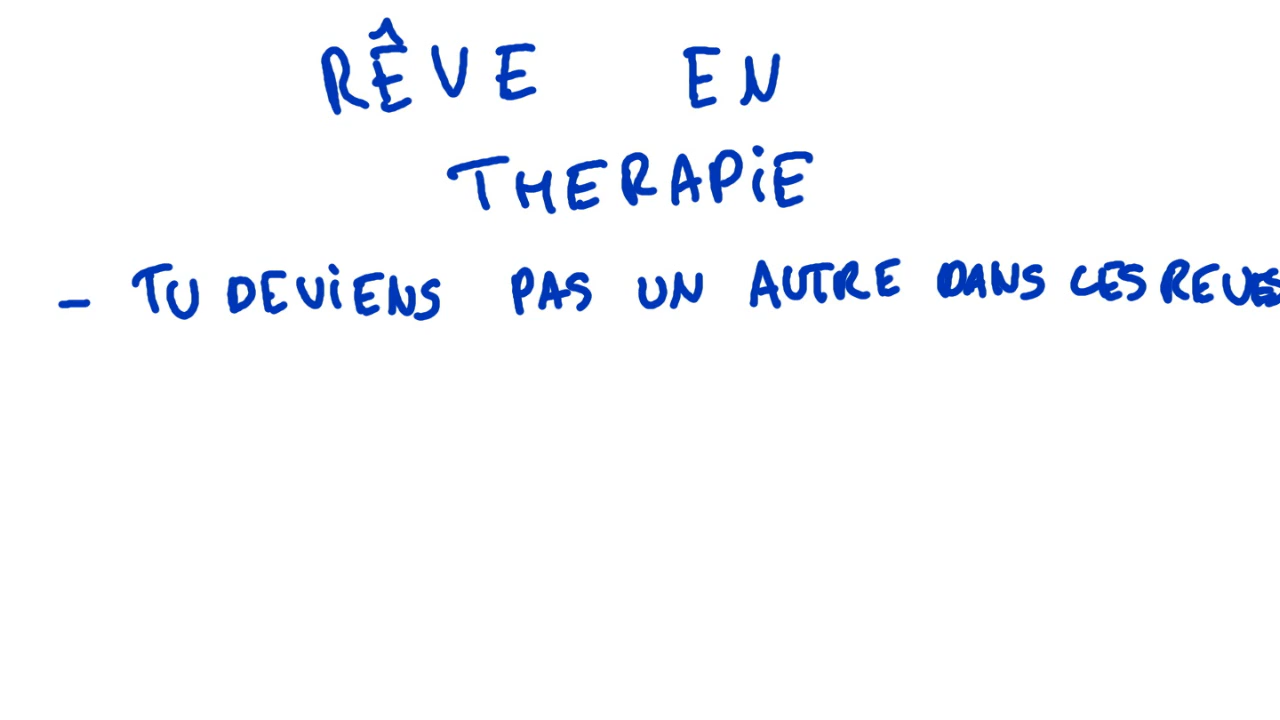 RÊVE EN
THERAPiE
- TU DEViENS PAS UN AUTRE DANS CES REVES